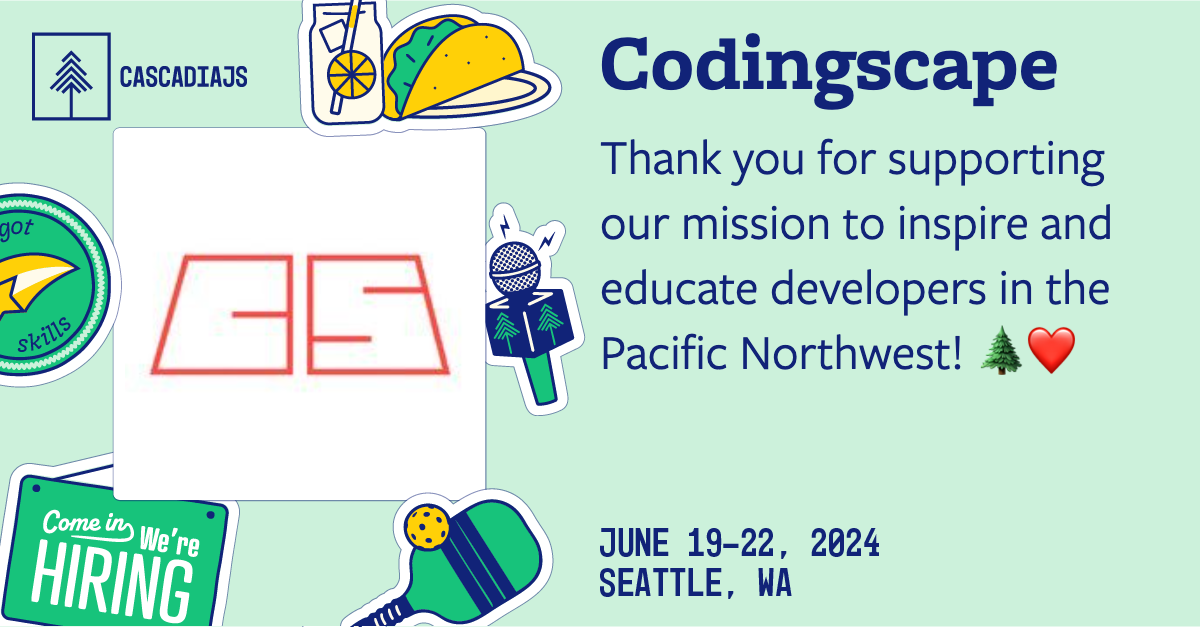 CASCADIAJS
Codingscape
Thank you for supporting
our mission to inspire and
educate developers in the
Pacific Northwest! 🌲❤️
got
skills
CS
Come in We're
HIRING
JUNE 19–22, 2024
SEATTLE, WA